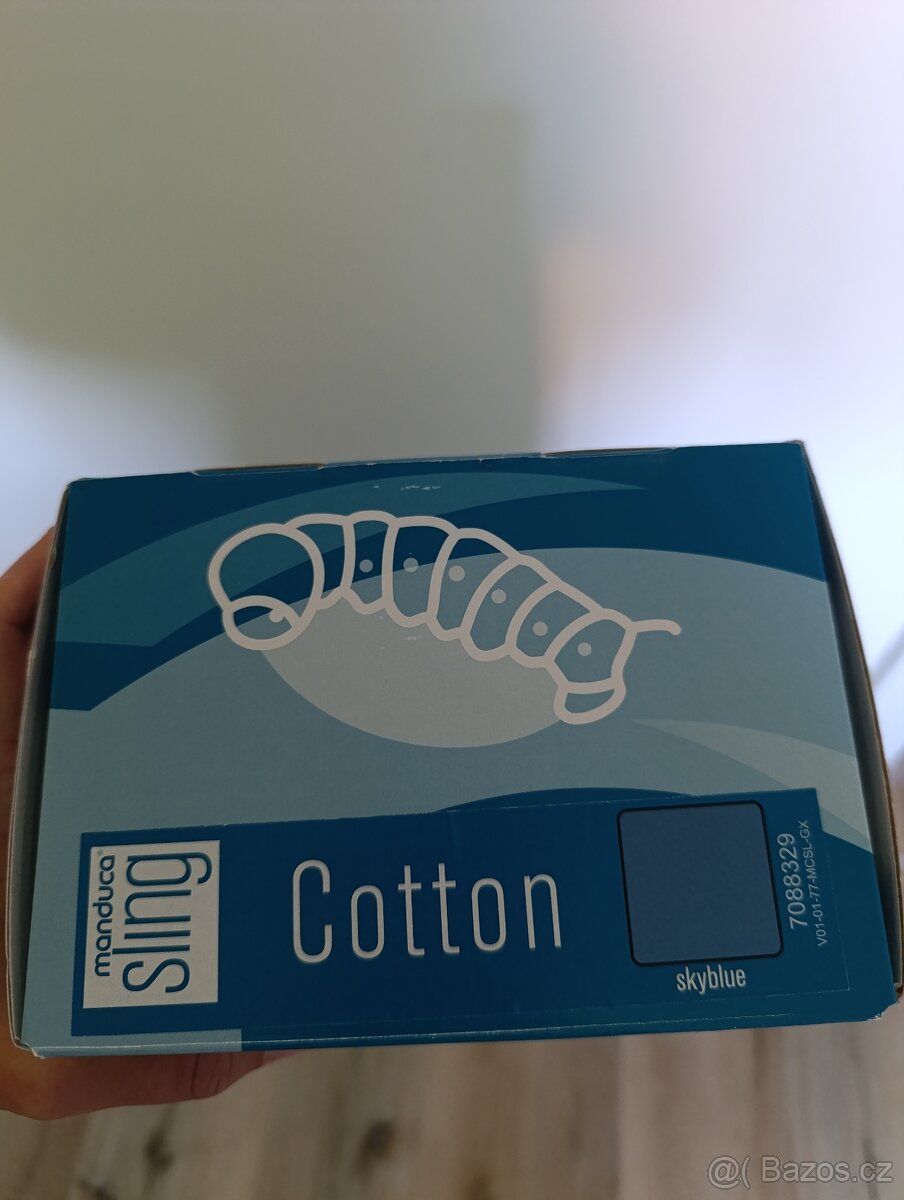 manduca®
sling
Cotton
skyblue
7088329
V01-01-77-MCSL-GX
@( Bazos.cz